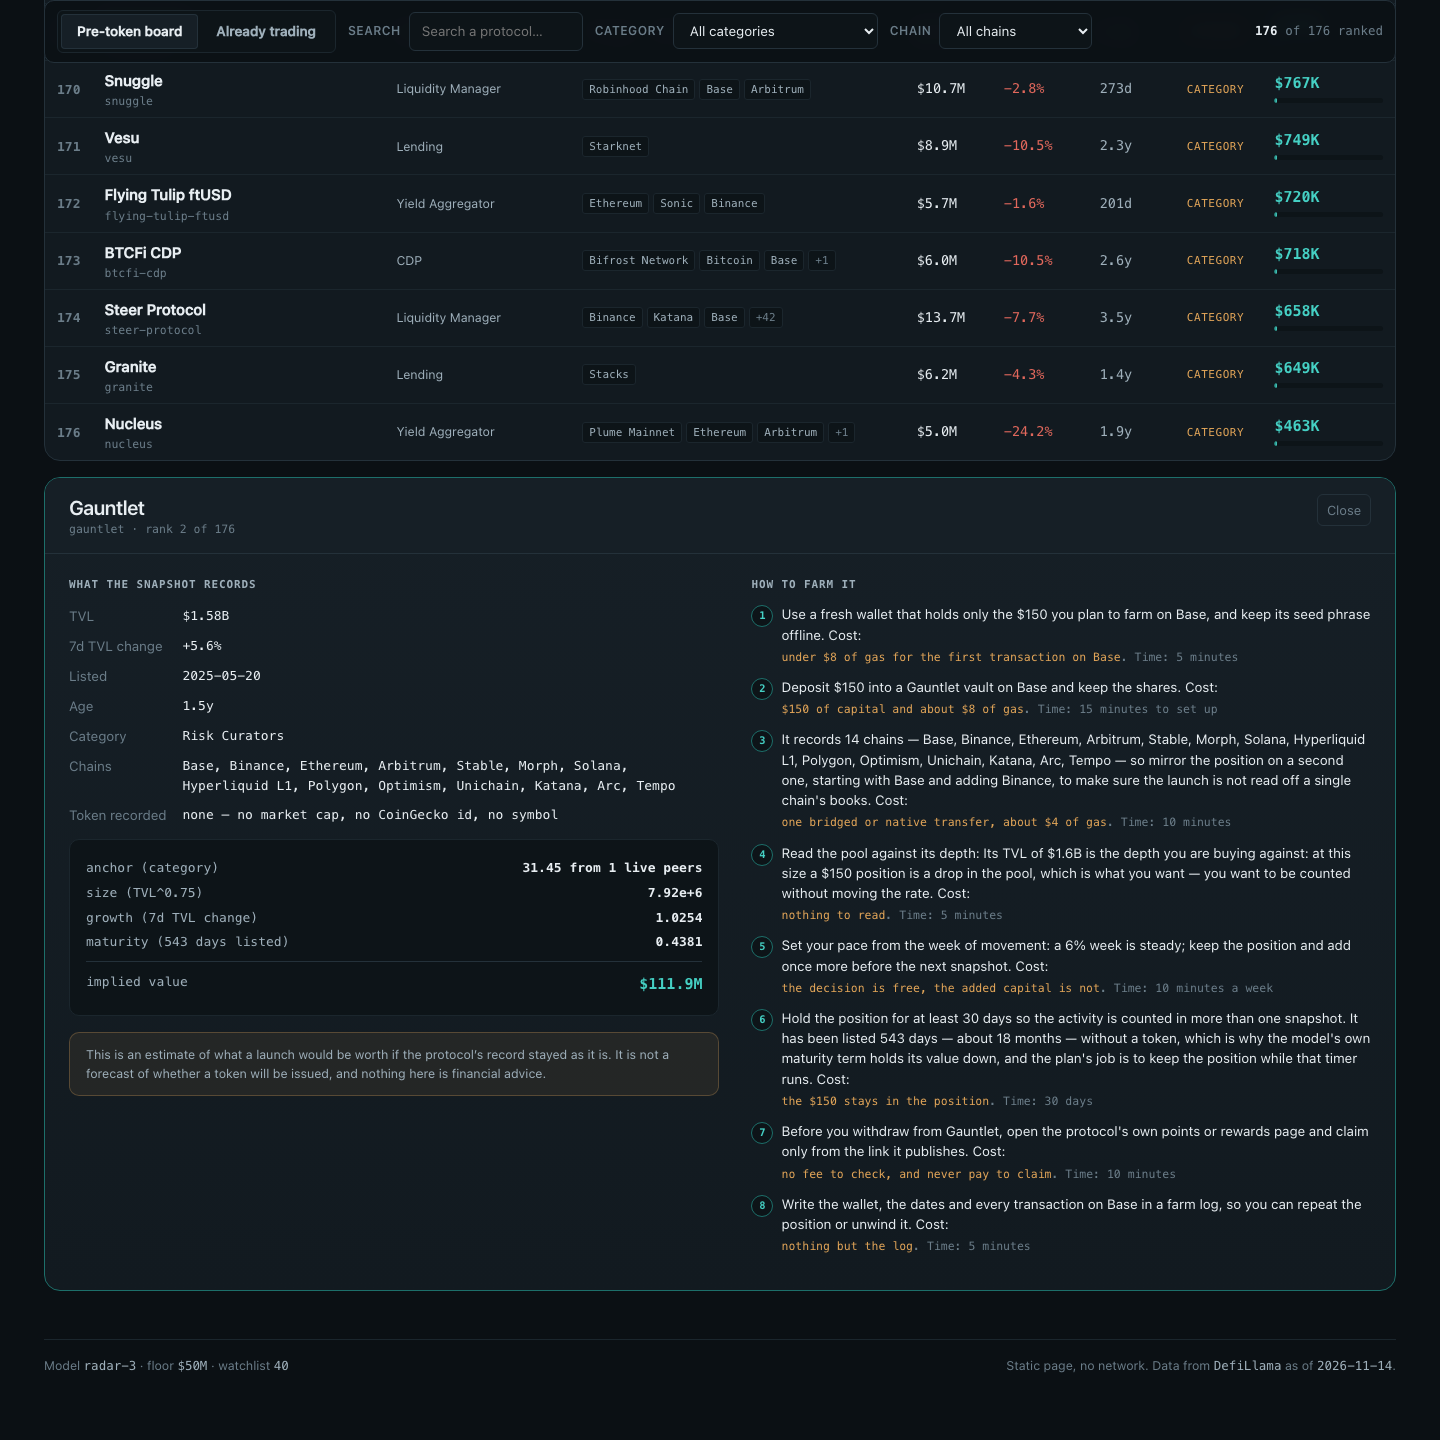 Pre-token board Already trading SEARCH Search a protocol... CATEGORY All categories CHAIN All chains 176 of 176 ranked
170 Snuggle Liquidity Manager Robinhood Chain Base Arbitrum $10.7M −2.8% 273d CATEGORY $767K
snuggle
171 Vesu Lending Starknet $8.9M −10.5% 2.3y CATEGORY $749K
vesu
172 Flying Tulip ftUSD Yield Aggregator Ethereum Sonic Binance $5.7M −1.6% 201d CATEGORY $720K
flying-tulip-ftusd
173 BTCFi CDP CDP Bifrost Network Bitcoin Base +1 $6.0M −10.5% 2.6y CATEGORY $718K
btcfi-cdp
174 Steer Protocol Liquidity Manager Binance Katana Base +42 $13.7M −7.7% 3.5y CATEGORY $658K
steer-protocol
175 Granite Lending Stacks $6.2M −4.3% 1.4y CATEGORY $649K
granite
176 Nucleus Yield Aggregator Plume Mainnet Ethereum Arbitrum +1 $5.0M −24.2% 1.9y CATEGORY $463K
nucleus
Gauntlet
gauntlet · rank 2 of 176
Close
WHAT THE SNAPSHOT RECORDS
TVL $1.58B
7d TVL change +5.6%
Listed 2025-05-20
Age 1.5y
Category Risk Curators
Chains Base, Binance, Ethereum, Arbitrum, Stable, Morph, Solana,
Hyperliquid L1, Polygon, Optimism, Unichain, Katana, Arc, Tempo
Token recorded none — no market cap, no CoinGecko id, no symbol
anchor (category) 31.45 from 1 live peers
size (TVL^0.75) 7.92e+6
growth (7d TVL change) 1.0254
maturity (543 days listed) 0.4381
implied value $111.9M
This is an estimate of what a launch would be worth if the protocol's record stayed as it is. It is not a
forecast of whether a token will be issued, and nothing here is financial advice.
HOW TO FARM IT
1 Use a fresh wallet that holds only the $150 you plan to farm on Base, and keep its seed phrase
offline. Cost:
under $8 of gas for the first transaction on Base. Time: 5 minutes
2 Deposit $150 into a Gauntlet vault on Base and keep the shares. Cost:
$150 of capital and about $8 of gas. Time: 15 minutes to set up
3 It records 14 chains — Base, Binance, Ethereum, Arbitrum, Stable, Morph, Solana, Hyperliquid
L1, Polygon, Optimism, Unichain, Katana, Arc, Tempo — so mirror the position on a second
one, starting with Base and adding Binance, to make sure the launch is not read off a single
chain's books. Cost:
one bridged or native transfer, about $4 of gas. Time: 10 minutes
4 Read the pool against its depth: Its TVL of $1.6B is the depth you are buying against: at this
size a $150 position is a drop in the pool, which is what you want — you want to be counted
without moving the rate. Cost:
nothing to read. Time: 5 minutes
5 Set your pace from the week of movement: a 6% week is steady; keep the position and add
once more before the next snapshot. Cost:
the decision is free, the added capital is not. Time: 10 minutes a week
6 Hold the position for at least 30 days so the activity is counted in more than one snapshot. It
has been listed 543 days — about 18 months — without a token, which is why the model's own
maturity term holds its value down, and the plan's job is to keep the position while that timer
runs. Cost:
the $150 stays in the position. Time: 30 days
7 Before you withdraw from Gauntlet, open the protocol's own points or rewards page and claim
only from the link it publishes. Cost:
no fee to check, and never pay to claim. Time: 10 minutes
8 Write the wallet, the dates and every transaction on Base in a farm log, so you can repeat the
position or unwind it. Cost:
nothing but the log. Time: 5 minutes
Model radar-3 · floor $50M · watchlist 40
Static page, no network. Data from DefiLlama as of 2026-11-14.